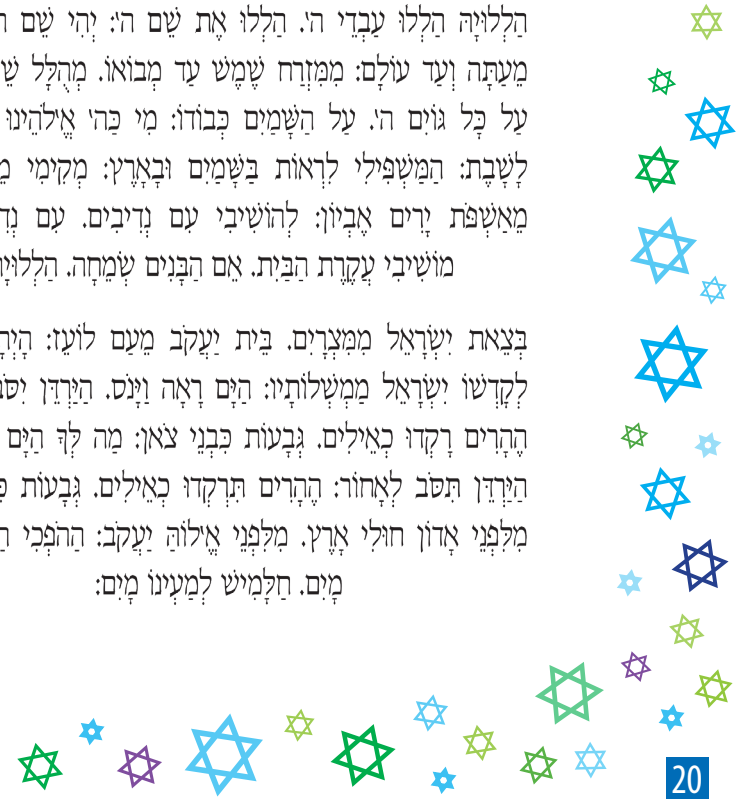 הַלְלוּיָהּ הַלְלוּ עַבְדֵי ה'. הַלְלוּ אֶת שֵׁם ה': יְהִי שֵׁם
מֵעַתָּה וְעַד עוֹלָם: מִמִּזְרַח שֶׁמֶשׁ עַד מְבוֹאוֹ. מְהֻלָּל
עַל כָּל גּוֹיִם ה'. עַל הַשָּׁמַיִם כְּבוֹדוֹ: מִי כַּה' אֱ-לֹהֵינוּ
לָשָׁבֶת: הַמַּשְׁפִּילִי לִרְאוֹת בַּשָּׁמַיִם וּבָאָרֶץ: מְקִימִי
מֵאַשְׁפֹּת יָרִים אֶבְיוֹן: לְהוֹשִׁיבִי עִם נְדִיבִים. עִם
מוֹשִׁיבִי עֲקֶרֶת הַבַּיִת. אֵם הַבָּנִים שְׂמֵחָה.
בְּצֵאת יִשְׂרָאֵל מִמִּצְרָיִם. בֵּית יַעֲקֹב מֵעַם לוֹעֵז:
לְקָדְשׁוֹ יִשְׂרָאֵל מַמְשְׁלוֹתָיו: הַיָּם רָאָה וַיָּנֹס. הַיַּרְדֵּן
הֶהָרִים רָקְדוּ כְאֵילִים. גְּבָעוֹת כִּבְנֵי צֹאן: מַה לְּךָ הַיָּם
הַיַּרְדֵּן תִּסֹּב לְאָחוֹר: הֶהָרִים תִּרְקְדוּ כְאֵילִים. גְּבָעוֹת
מִלִּפְנֵי אָדוֹן חוּלִי אָרֶץ. מִלִּפְנֵי אֱ-לוֹהַּ יַעֲקֹב: הַהֹפְכִי
מָיִם. חַלָּמִישׁ לְמַעְיְנוֹ מָיִם:
20